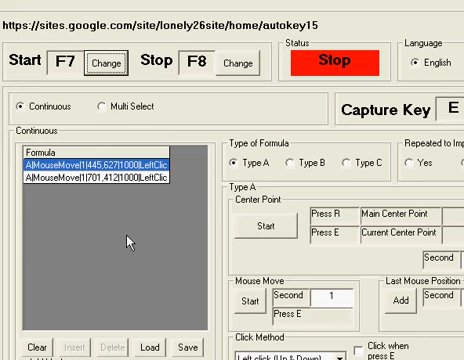 https://sites.google.com/site/lonely26site/home/autokey15
Start F7 Change Stop F8 Change
Status
Stop
Language
English
Continuous Multi Select
Capture Key E
Continuous
Formula
A|MouseMove|1|445,627|1000|LeftClic
A|MouseMove|1|701,412|1000|LeftClic
Clear Insert Delete Load Save
Type of Formula
Type A Type B Type C
Repeated to Imp
Yes
Type A
Center Point
Start
Press R Main Center Point
Press E Current Center Point
Second
Mouse Move
Start Second 1
Press E
Last Mouse Position
Add Second
Click Method
Left click (Up & Down)
Click when
press E